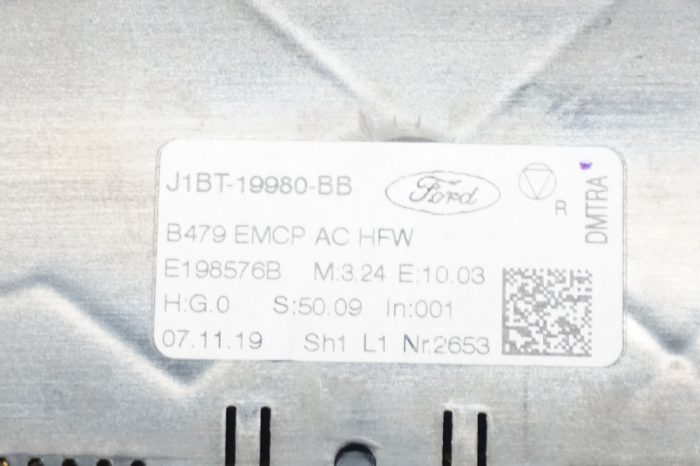 J1BT-19980-BB
Ford
R
DMTRA
B479 EMCP AC HFW
E198576B M:3.24 E:10.03
H:G.0 S:50.09 In:001
07.11.19 Sh1 L1 Nr.2653